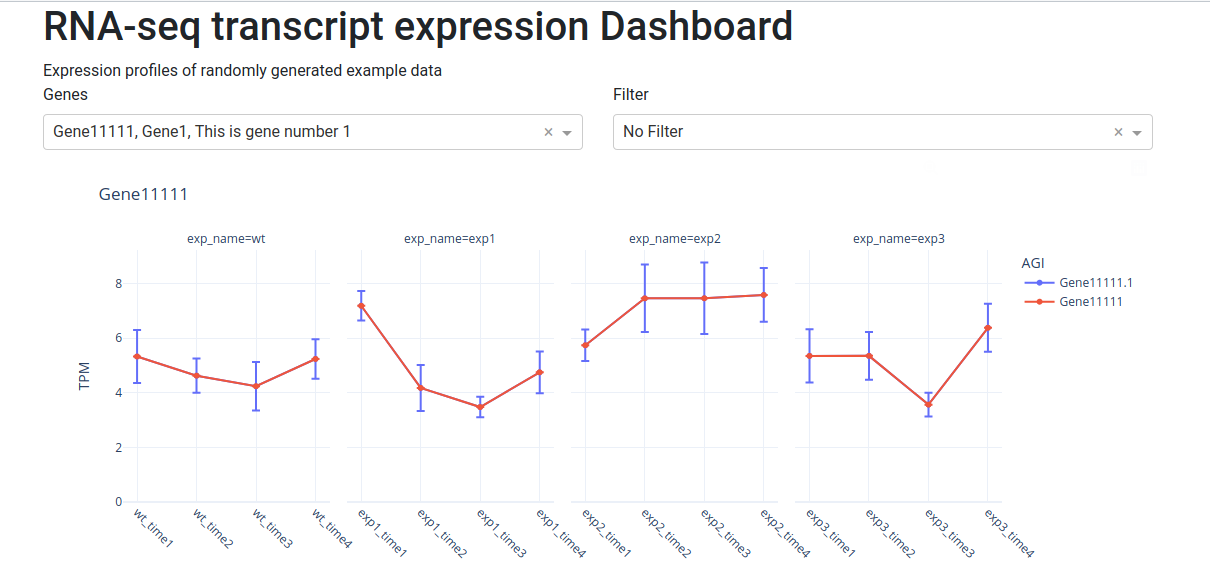 RNA-seq transcript expression Dashboard
Expression profiles of randomly generated example data
Genes
Filter
Gene11111, Gene1, This is gene number 1
No Filter
Gene11111
exp_name=wt
exp_name=exp1
exp_name=exp2
exp_name=exp3
AGI
Gene11111.1
Gene11111
TPM
8
6
4
2
0
wt_time1
wt_time2
wt_time3
wt_time4
exp1_time1
exp1_time2
exp1_time3
exp1_time4
exp2_time1
exp2_time2
exp2_time3
exp2_time4
exp3_time1
exp3_time2
exp3_time3
exp3_time4